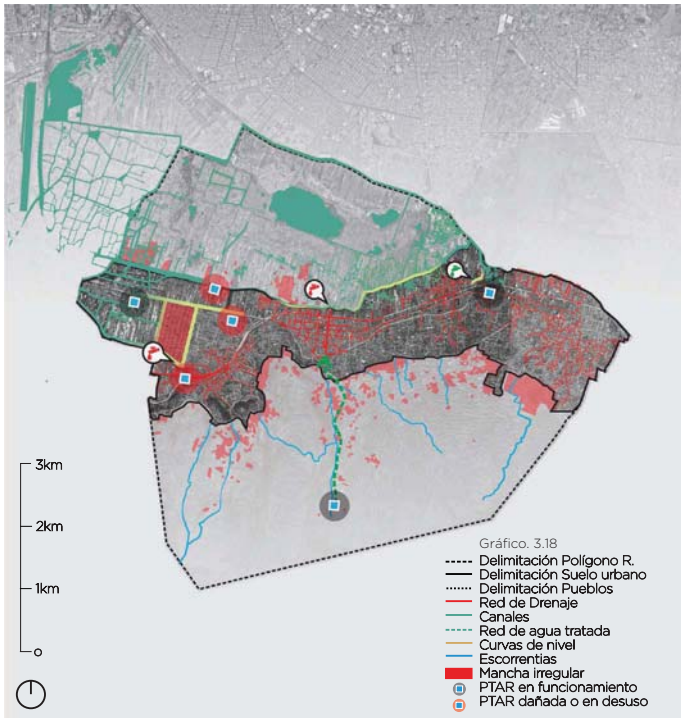 3km
2km
1km
0
Gráfico. 3.18
Delimitación Polígono R.
Delimitación Suelo urbano
Delimitación Pueblos
Red de Drenaje
Canales
Red de agua tratada
Curvas de nivel
Escorrentias
Mancha irregular
PTAR en funcionamiento
PTAR dañada o en desuso